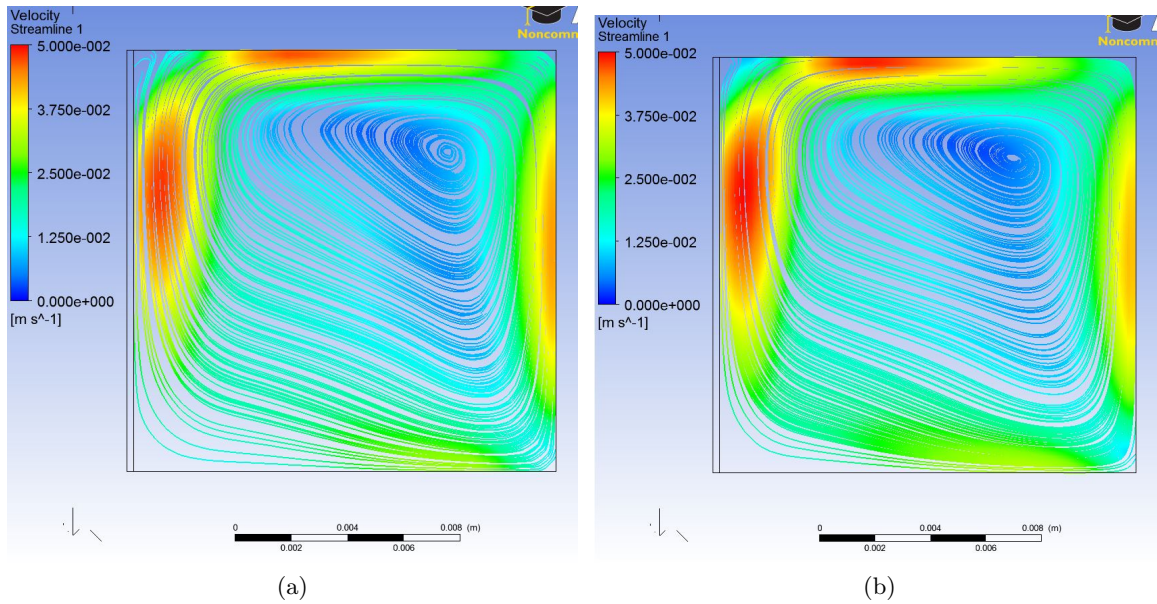 Velocity
Streamline 1
Noncomm
5.000e-002
3.750e-002
2.500e-002
1.250e-002
0.000e+000
[m s^-1]
0 0.004 0.008 (m)
0.002 0.006
(a)
Velocity
Streamline 1
Noncomm
5.000e-002
3.750e-002
2.500e-002
1.250e-002
0.000e+000
[m s^-1]
0 0.004 0.008 (m)
0.002 0.006
(b)